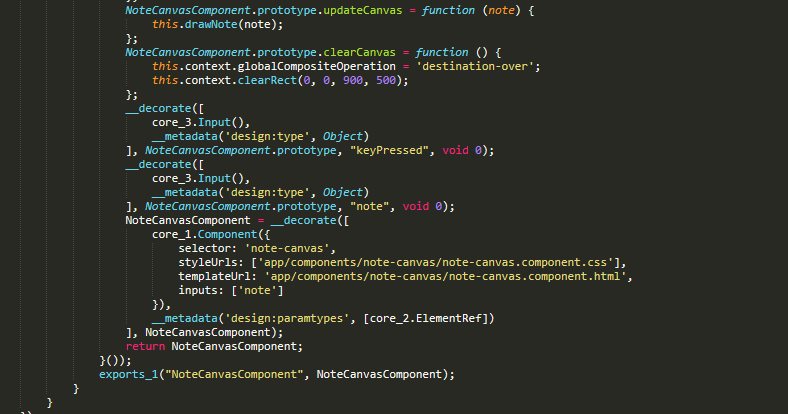 NoteCanvasComponent.prototype.updateCanvas = function (note) {
this.drawNote(note);
};
NoteCanvasComponent.prototype.clearCanvas = function () {
this.context.globalCompositeOperation = 'destination-over';
this.context.clearRect(0, 0, 900, 500);
};
__decorate([
core_3.Input(),
__metadata('design:type', Object)
], NoteCanvasComponent.prototype, "keyPressed", void 0);
__decorate([
core_3.Input(),
__metadata('design:type', Object)
], NoteCanvasComponent.prototype, "note", void 0);
NoteCanvasComponent = __decorate([
core_1.Component({
selector: 'note-canvas',
styleUrls: ['app/components/note-canvas/note-canvas.component.css'],
templateUrl: 'app/components/note-canvas/note-canvas.component.html',
inputs: ['note']
}),
__metadata('design:paramtypes', [core_2.ElementRef])
], NoteCanvasComponent);
return NoteCanvasComponent;
}());
exports_1("NoteCanvasComponent", NoteCanvasComponent);
}
}